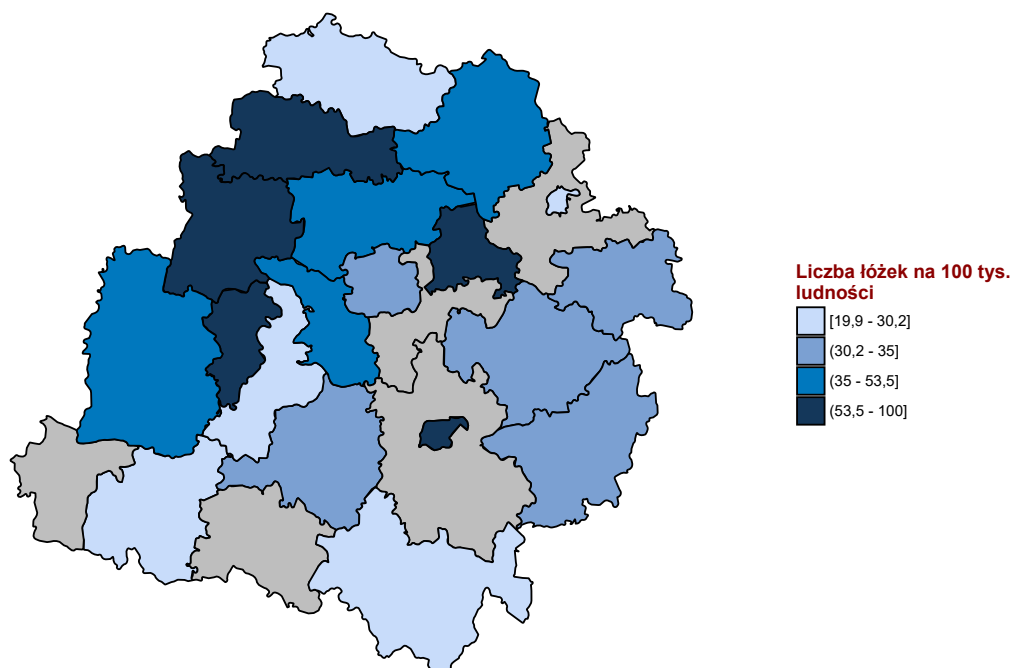 Liczba łóżek na 100 tys.
ludności
[19,9 - 30,2]
(30,2 - 35]
(35 - 53,5]
(53,5 - 100]